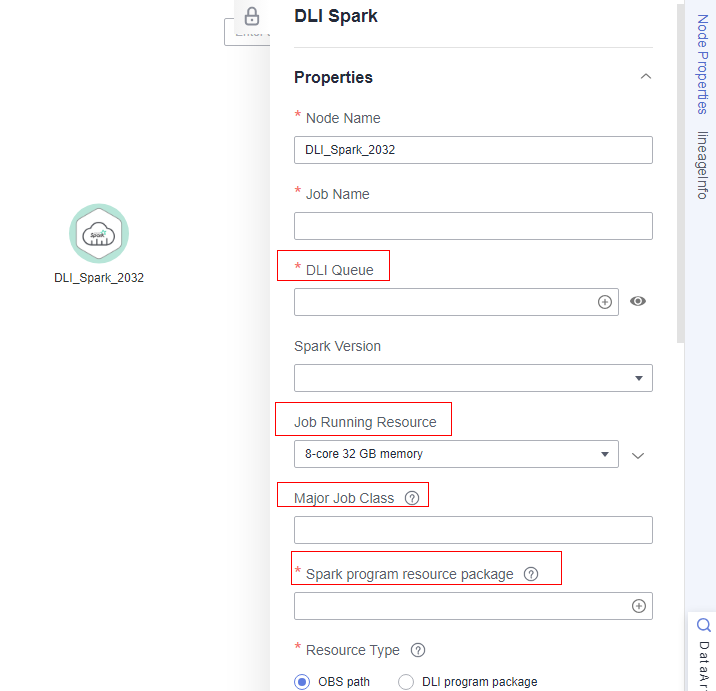 DLI Spark
Properties
* Node Name
DLI_Spark_2032
* Job Name
* DLI Queue
Spark Version
Job Running Resource
8-core 32 GB memory
Major Job Class ?
* Spark program resource package ?
* Resource Type ?
OBS path DLI program package
Spark
DLI_Spark_2032
Node Properties
lineageInfo